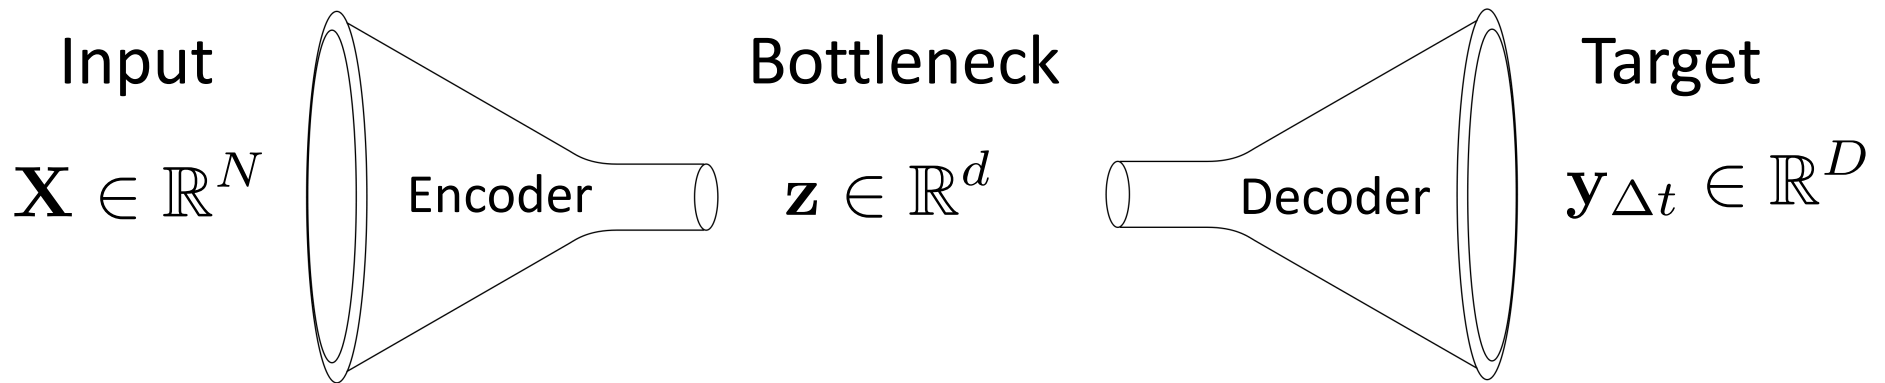 Input
Bottleneck
Target
𝐗 ∈ ℝ^N
Encoder
𝐳 ∈ ℝ^d
Decoder
𝐲_Δt ∈ ℝ^D